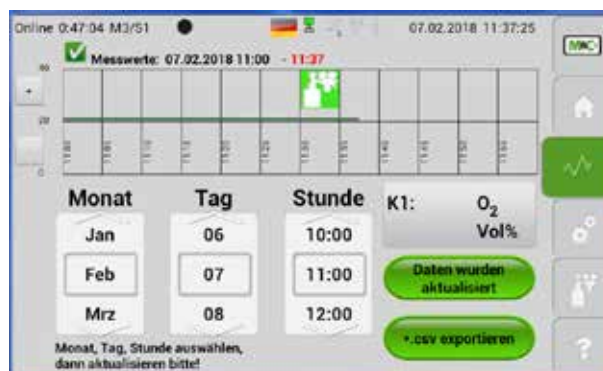 Online 0:47:04 M3/S1
07.02.2018 11:37:25
Messwerte: 07.02.2018 11:00 - 11:37
Monat Tag Stunde
K1: O2
Vol%
Jan 06 10:00
Feb 07 11:00
Mrz 08 12:00
Daten wurden
aktualisiert
*.csv exportieren
Monat, Tag, Stunde auswählen,
dann aktualisieren bitte!